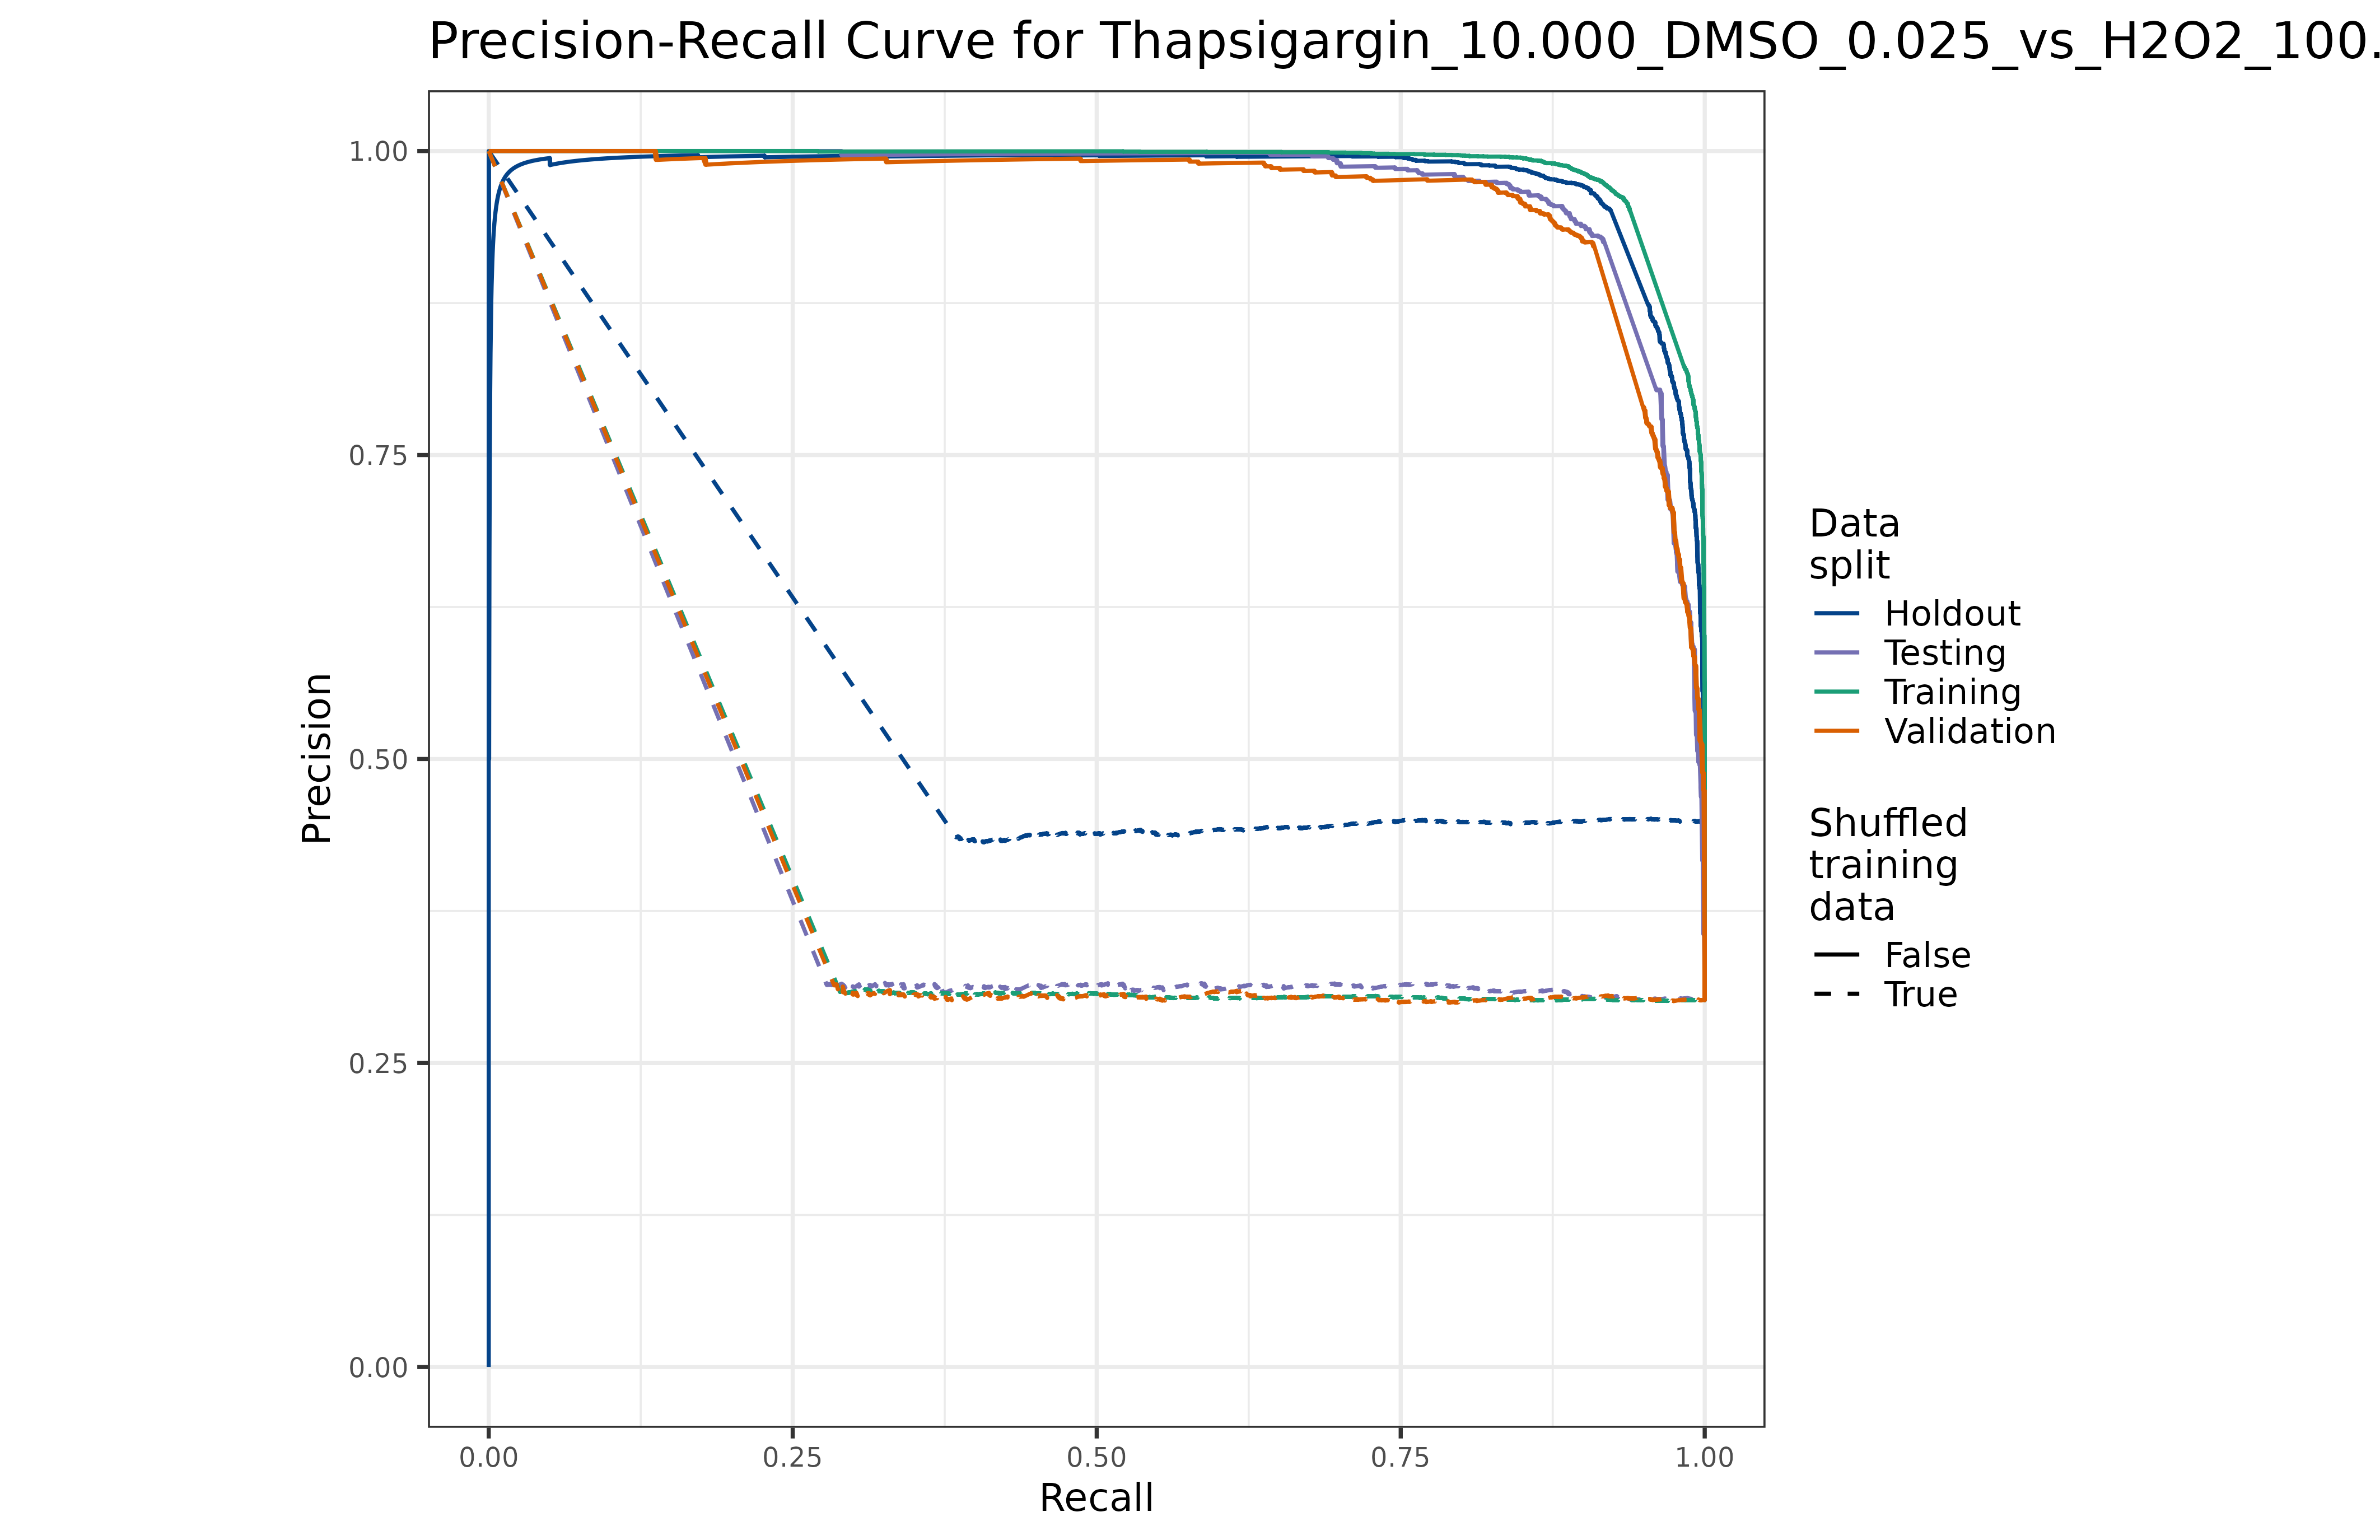 Precision-Recall Curve for Thapsigargin_10.000_DMSO_0.025_vs_H2O2_100.
1.00
0.75
0.50
0.25
0.00
Precision
0.00 0.25 0.50 0.75 1.00
Recall
Data
split
Holdout
Testing
Training
Validation
Shuffled
training
data
False
True